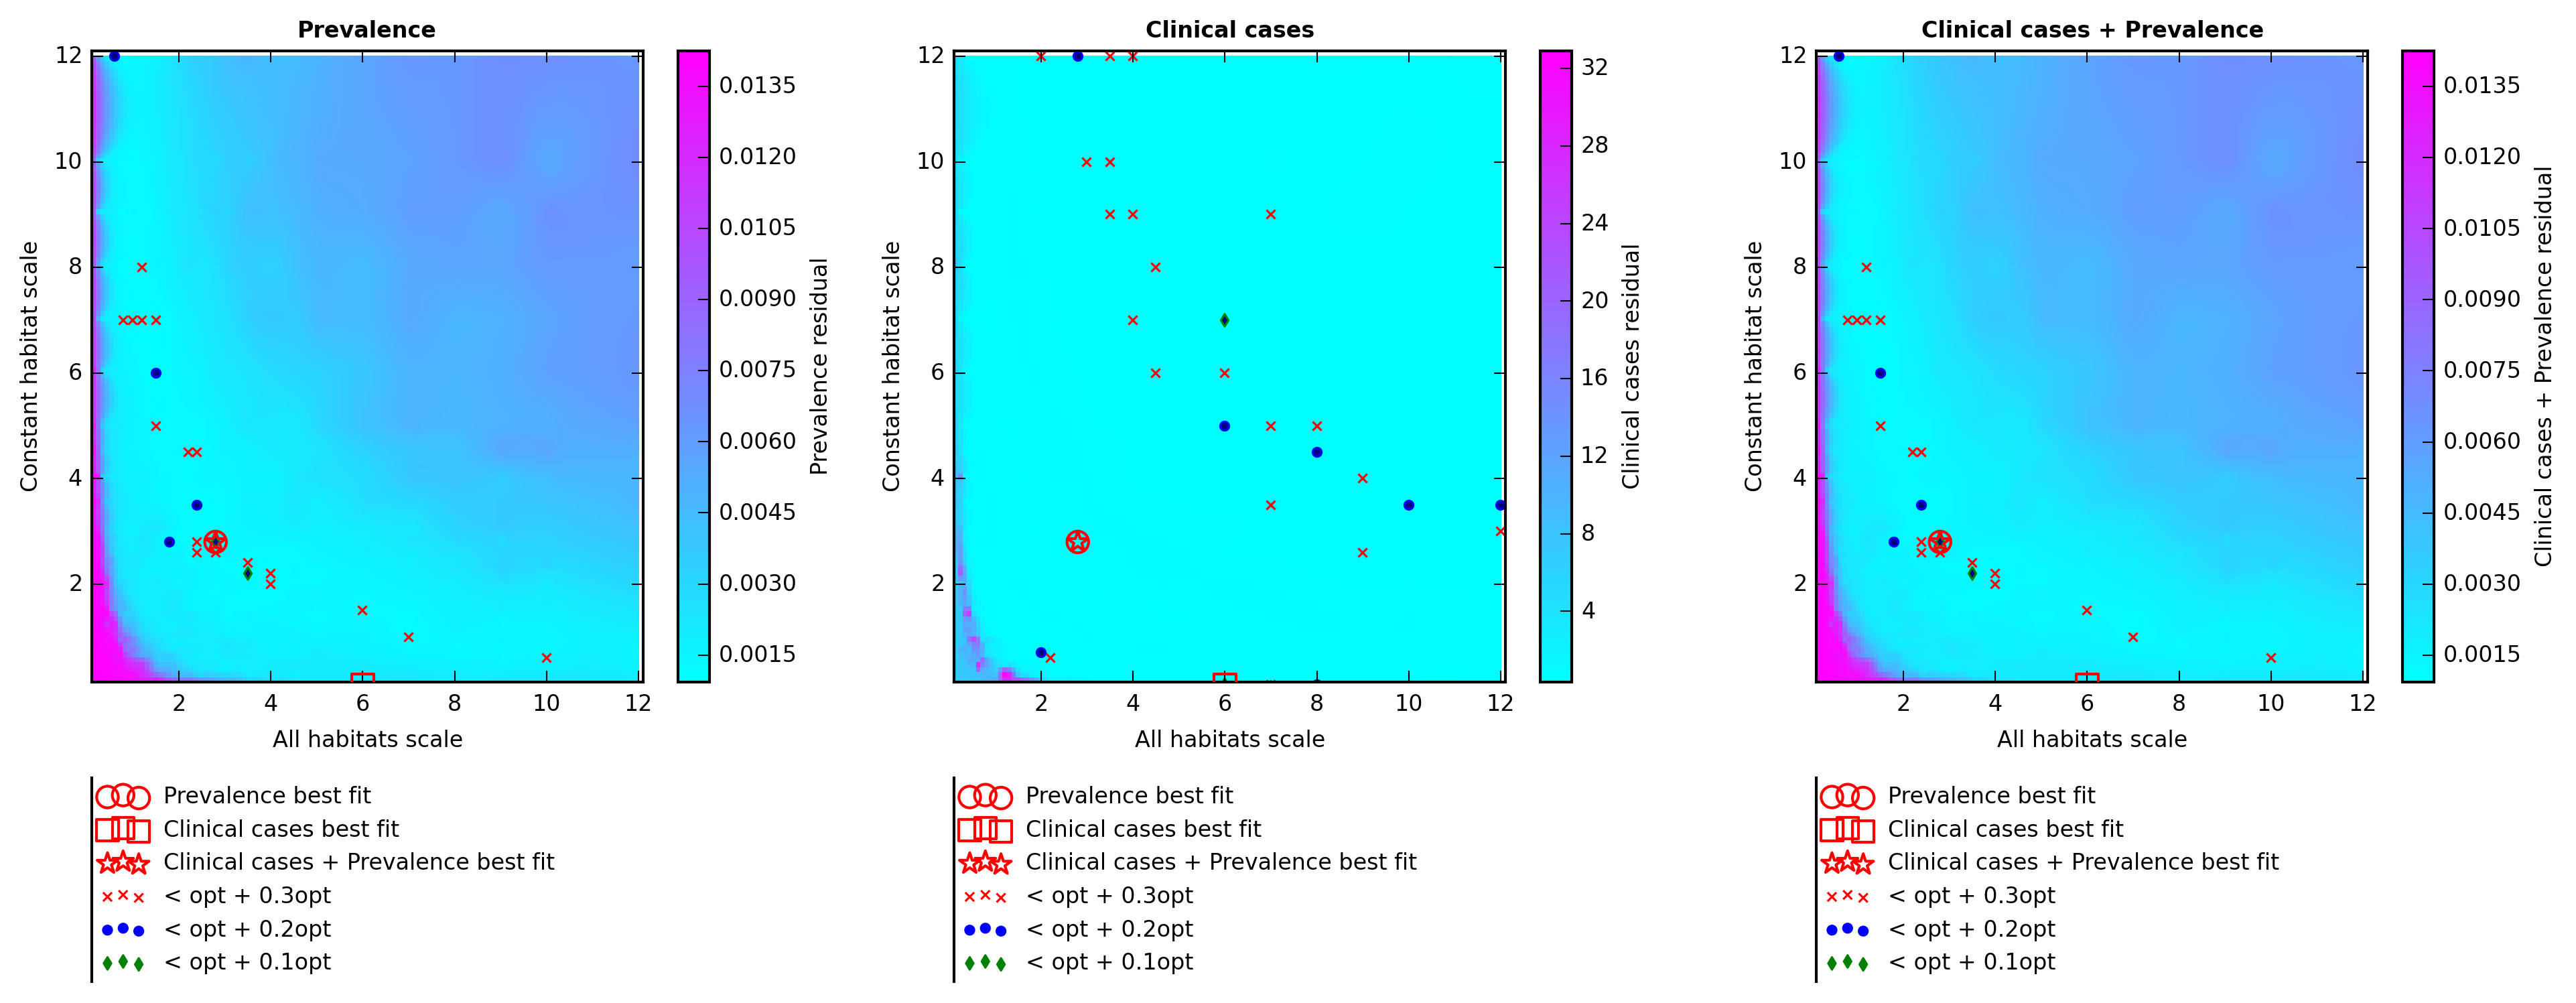 Prevalence
Clinical cases
Clinical cases + Prevalence
12
10
8
6
4
2
Constant habitat scale
2 4 6 8 10 12
All habitats scale
0.0135
0.0120
0.0105
0.0090
0.0075
0.0060
0.0045
0.0030
0.0015
Prevalence residual
12
10
8
6
4
2
Constant habitat scale
2 4 6 8 10 12
All habitats scale
32
28
24
20
16
12
8
4
Clinical cases residual
12
10
8
6
4
2
Constant habitat scale
2 4 6 8 10 12
All habitats scale
0.0135
0.0120
0.0105
0.0090
0.0075
0.0060
0.0045
0.0030
0.0015
Clinical cases + Prevalence residual
Prevalence best fit
Clinical cases best fit
Clinical cases + Prevalence best fit
< opt + 0.3opt
< opt + 0.2opt
< opt + 0.1opt
Prevalence best fit
Clinical cases best fit
Clinical cases + Prevalence best fit
< opt + 0.3opt
< opt + 0.2opt
< opt + 0.1opt
Prevalence best fit
Clinical cases best fit
Clinical cases + Prevalence best fit
< opt + 0.3opt
< opt + 0.2opt
< opt + 0.1opt